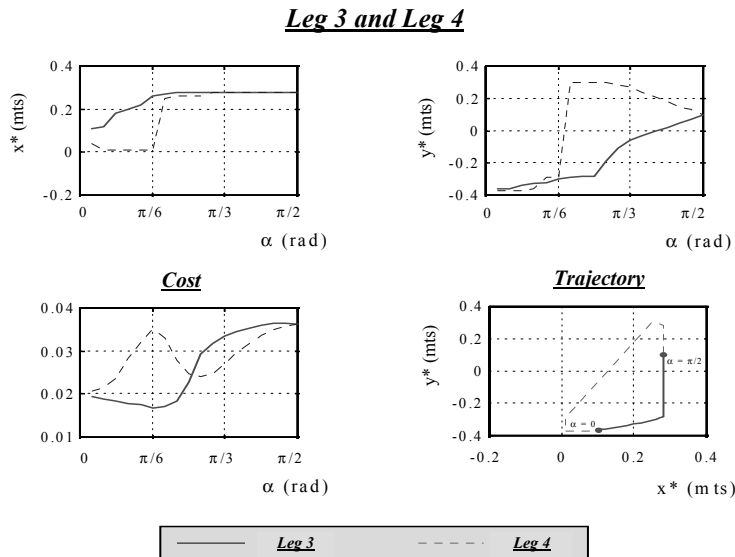 Leg 3 and Leg 4
x* (mts)
0.4
0.2
0
-0.2
0
π/6
π/3
π/2
α (rad)
y* (mts)
0.4
0.2
0
-0.2
-0.4
0
π/6
π/3
π/2
α (rad)
Cost
0.04
0.03
0.02
0.01
0
π/6
π/3
π/2
α (rad)
Trajectory
y* (mts)
0.4
0.2
0
-0.2
-0.4
α = π/2
α = 0
-0.2
0
0.2
0.4
x* (mts)
Leg 3
Leg 4